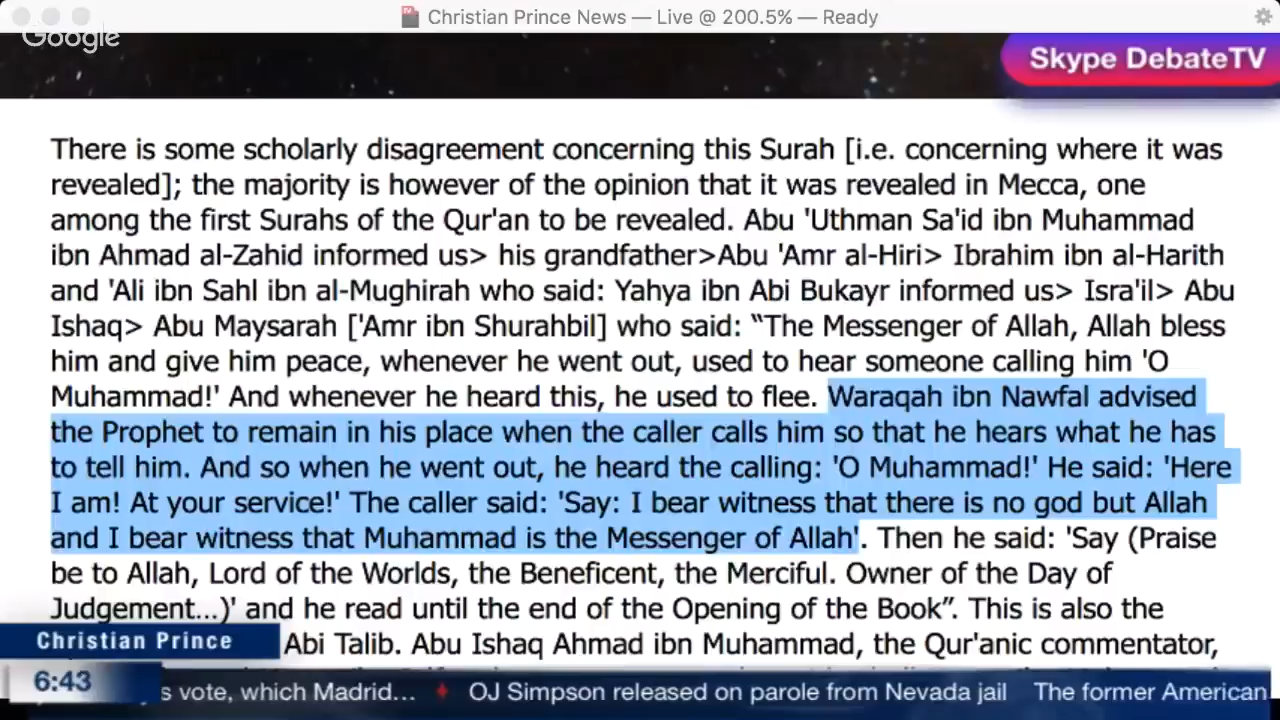 Christian Prince News — Live @ 200.5% — Ready
Google
Skype DebateTV
There is some scholarly disagreement concerning this Surah [i.e. concerning where it was
revealed]; the majority is however of the opinion that it was revealed in Mecca, one
among the first Surahs of the Qur'an to be revealed. Abu 'Uthman Sa'id ibn Muhammad
ibn Ahmad al-Zahid informed us> his grandfather>Abu 'Amr al-Hiri> Ibrahim ibn al-Harith
and 'Ali ibn Sahl ibn al-Mughirah who said: Yahya ibn Abi Bukayr informed us> Isra'il> Abu
Ishaq> Abu Maysarah ['Amr ibn Shurahbil] who said: “The Messenger of Allah, Allah bless
him and give him peace, whenever he went out, used to hear someone calling him 'O
Muhammad!' And whenever he heard this, he used to flee. Waraqah ibn Nawfal advised
the Prophet to remain in his place when the caller calls him so that he hears what he has
to tell him. And so when he went out, he heard the calling: 'O Muhammad!' He said: 'Here
I am! At your service!' The caller said: 'Say: I bear witness that there is no god but Allah
and I bear witness that Muhammad is the Messenger of Allah'. Then he said: 'Say (Praise
be to Allah, Lord of the Worlds, the Beneficent, the Merciful. Owner of the Day of
Judgement...)' and he read until the end of the Opening of the Book”. This is also the
Abi Talib. Abu Ishaq Ahmad ibn Muhammad, the Qur'anic commentator,
Christian Prince
6:43
s vote, which Madrid... OJ Simpson released on parole from Nevada jail The former American